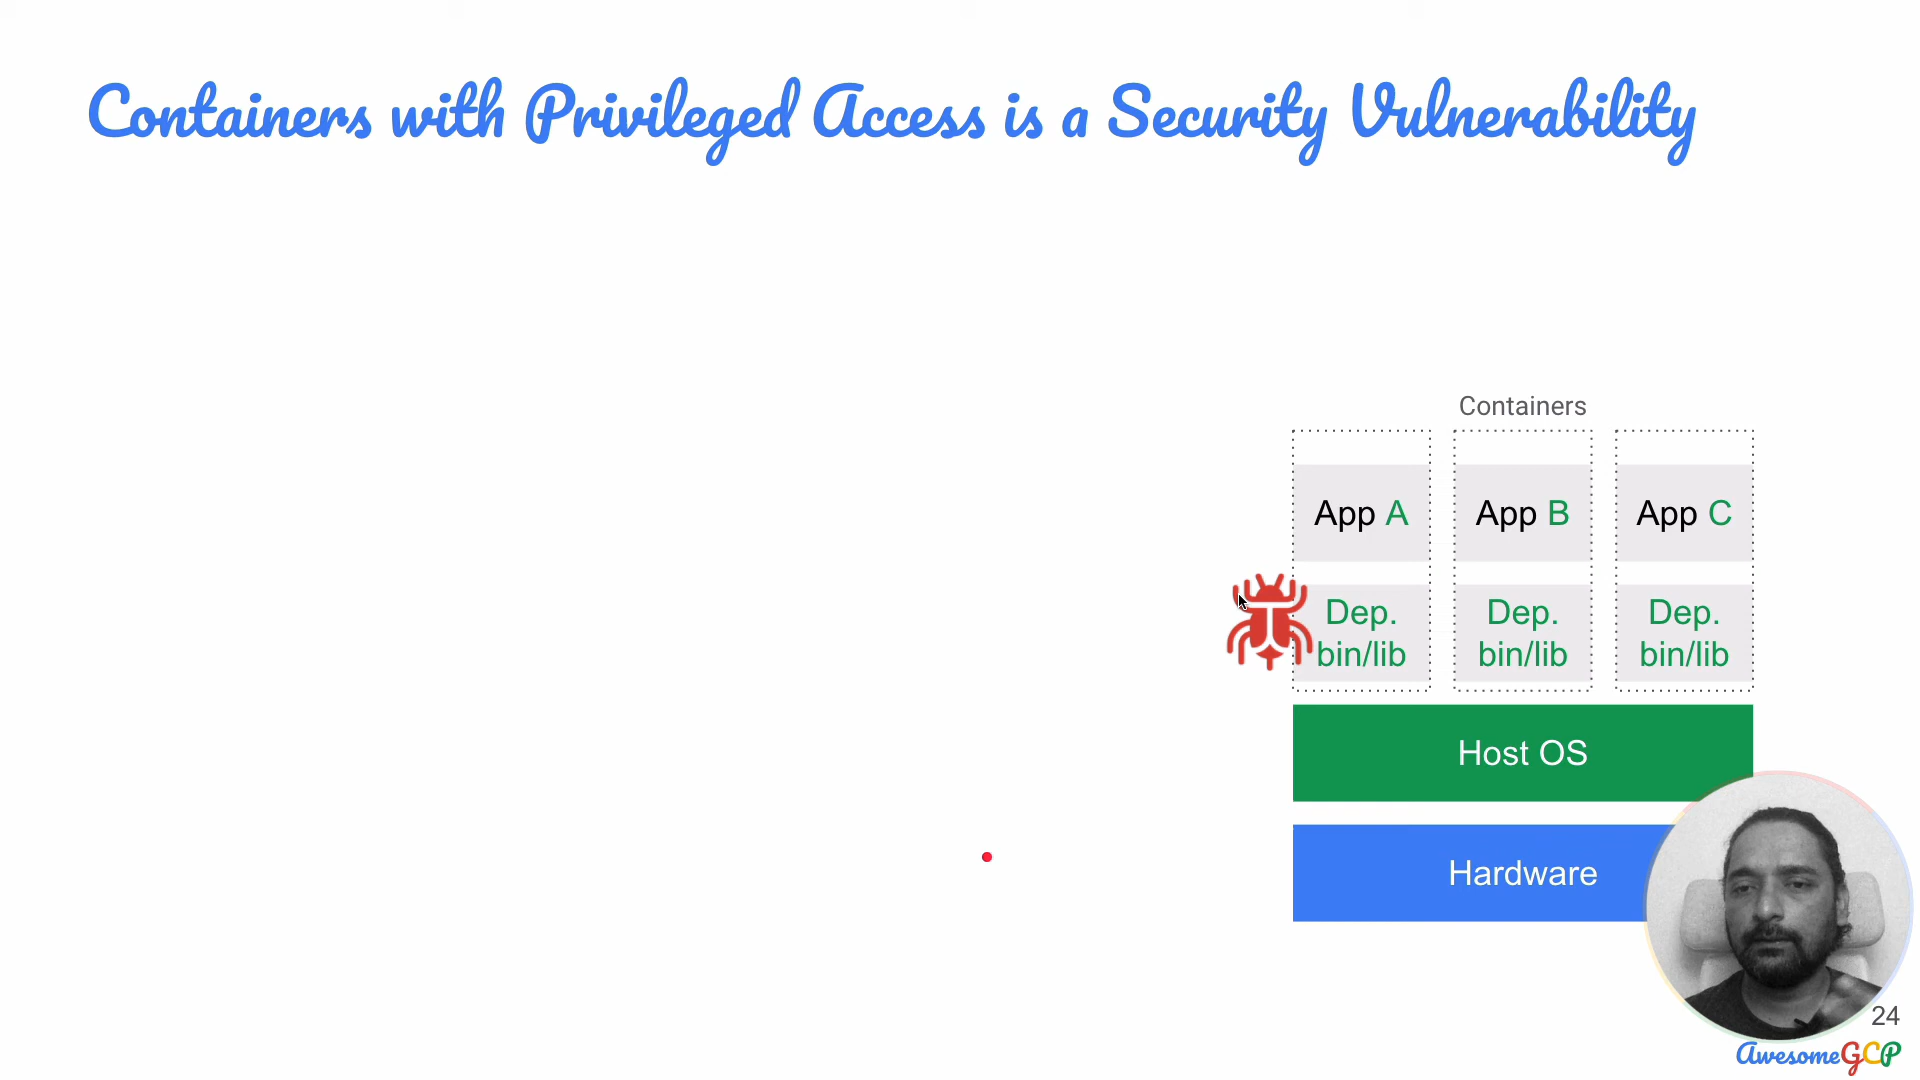 Containers with Privileged Access is a Security Vulnerability
Containers
App A
App B
App C
Dep.
bin/lib
Dep.
bin/lib
Dep.
bin/lib
Host OS
Hardware
24
AwesomeGCP